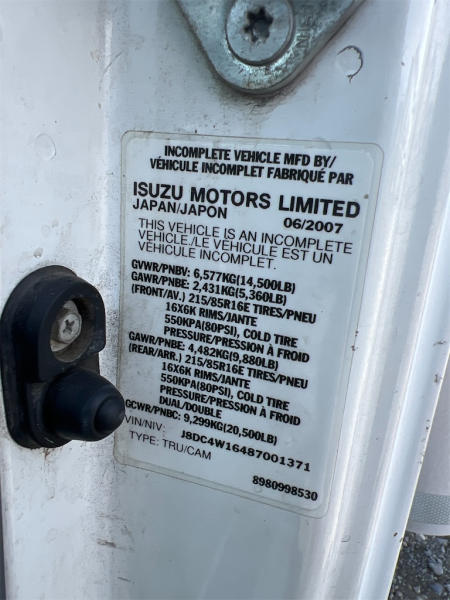 INCOMPLETE VEHICLE MFD BY/
VÉHICULE INCOMPLET FABRIQUÉ PAR
ISUZU MOTORS LIMITED
JAPAN/JAPON 06/2007
THIS VEHICLE IS AN INCOMPLETE
VEHICLE./LE VÉHICULE EST UN
VÉHICULE INCOMPLET.
GVWR/PNBV: 6,577KG(14,500LB)
GAWR/PNBE: 2,431KG(5,360LB)
(FRONT/AV.) 215/85R16E TIRES/PNEU
16X6K RIMS/JANTE
550KPA(80PSI), COLD TIRE
PRESSURE/PRESSION À FROID
GAWR/PNBE: 4,482KG(9,880LB)
(REAR/ARR.) 215/85R16E TIRES/PNEU
16X6K RIMS/JANTE
550KPA(80PSI), COLD TIRE
PRESSURE/PRESSION À FROID
DUAL/DOUBLE
GCWR/PNBC: 9,299KG(20,500LB)
VIN/NIV: J8DC4W16487001371
TYPE: TRU/CAM
8980998530